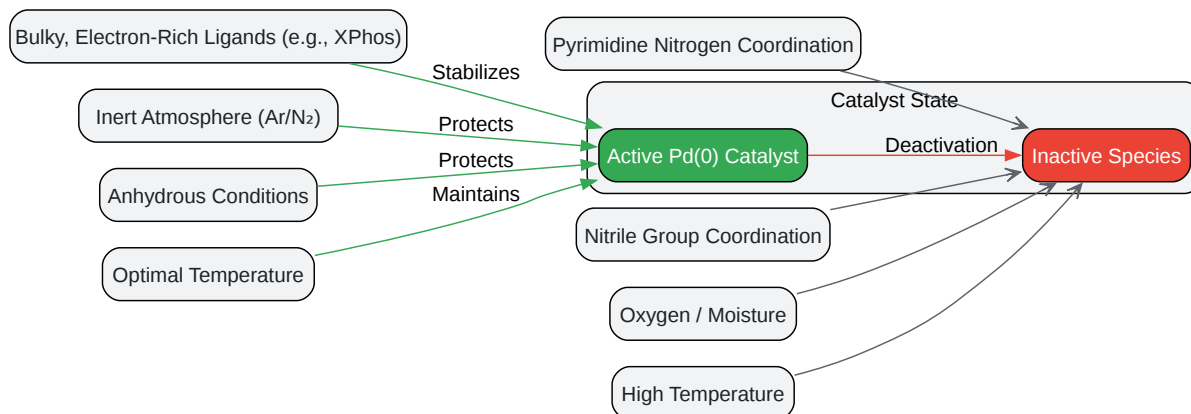 Bulky, Electron-Rich Ligands (e.g., XPhos)
Pyrimidine Nitrogen Coordination
Stabilizes
Catalyst State
Inert Atmosphere (Ar/N₂)
Protects
Active Pd(0) Catalyst
Deactivation
Inactive Species
Protects
Anhydrous Conditions
Maintains
Nitrile Group Coordination
Optimal Temperature
Oxygen / Moisture
High Temperature